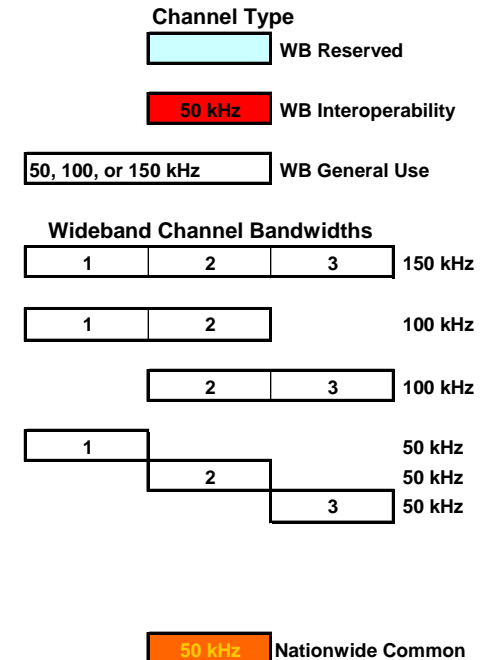 Channel Type
WB Reserved
50 kHz WB Interoperability
50, 100, or 150 kHz WB General Use
Wideband Channel Bandwidths
1 2 3 150 kHz
1 2 100 kHz
2 3 100 kHz
1 50 kHz
2 50 kHz
3 50 kHz
50 kHz Nationwide Common